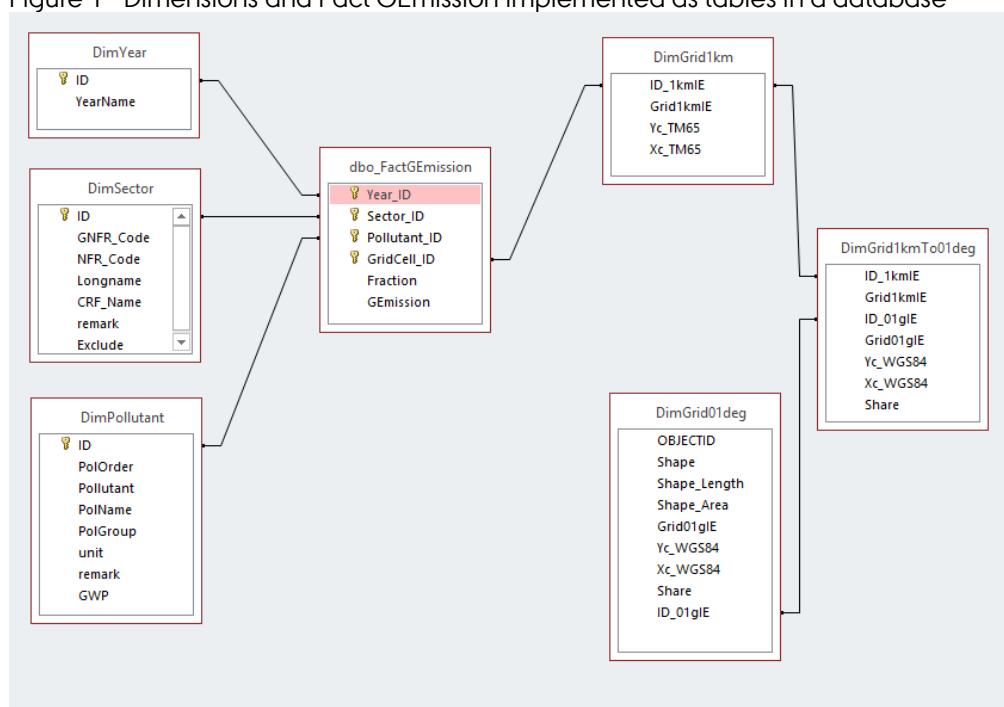 Figure 1 Dimensions and Fact GEmission implemented as tables in a database
DimYear
ID
YearName
DimSector
ID
GNFR_Code
NFR_Code
Longname
CRF_Name
remark
Exclude
DimPollutant
ID
PolOrder
Pollutant
PolName
PolGroup
unit
remark
GWP
dbo_FactGEmission
Year_ID
Sector_ID
Pollutant_ID
GridCell_ID
Fraction
GEmission
DimGrid1km
ID_1kmIE
Grid1kmIE
Yc_TM65
Xc_TM65
DimGrid01deg
OBJECTID
Shape
Shape_Length
Shape_Area
Grid01gIE
Yc_WGS84
Xc_WGS84
Share
ID_01gIE
DimGrid1kmTo01deg
ID_1kmIE
Grid1kmIE
ID_01gIE
Grid01gIE
Yc_WGS84
Xc_WGS84
Share